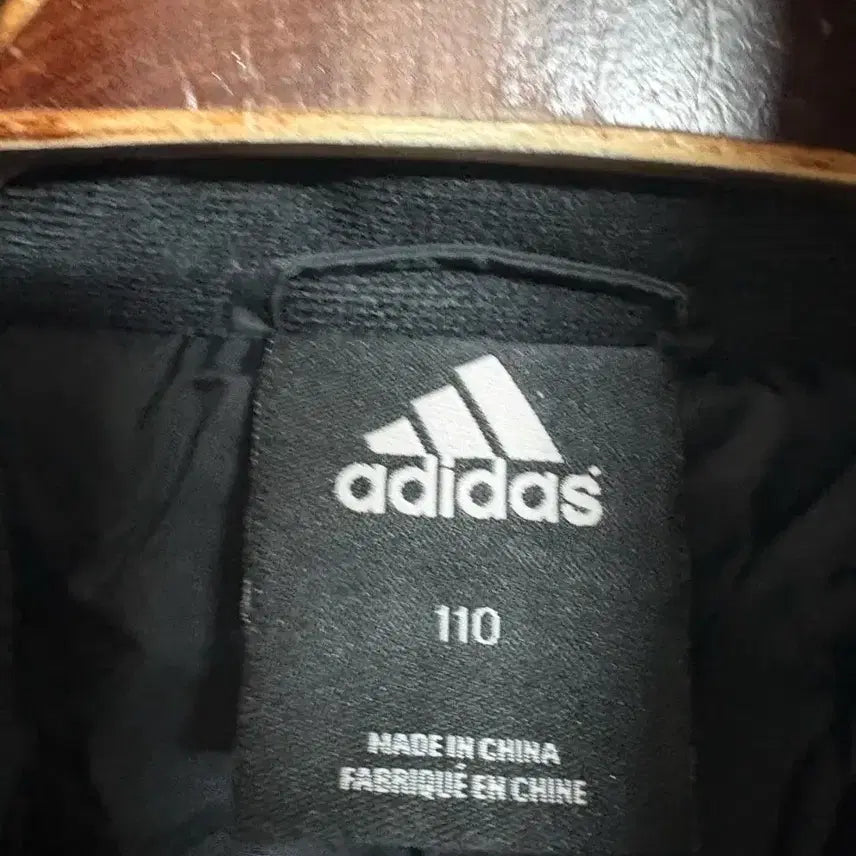 adidas
110
MADE IN CHINA
FABRIQUÉ EN CHINE